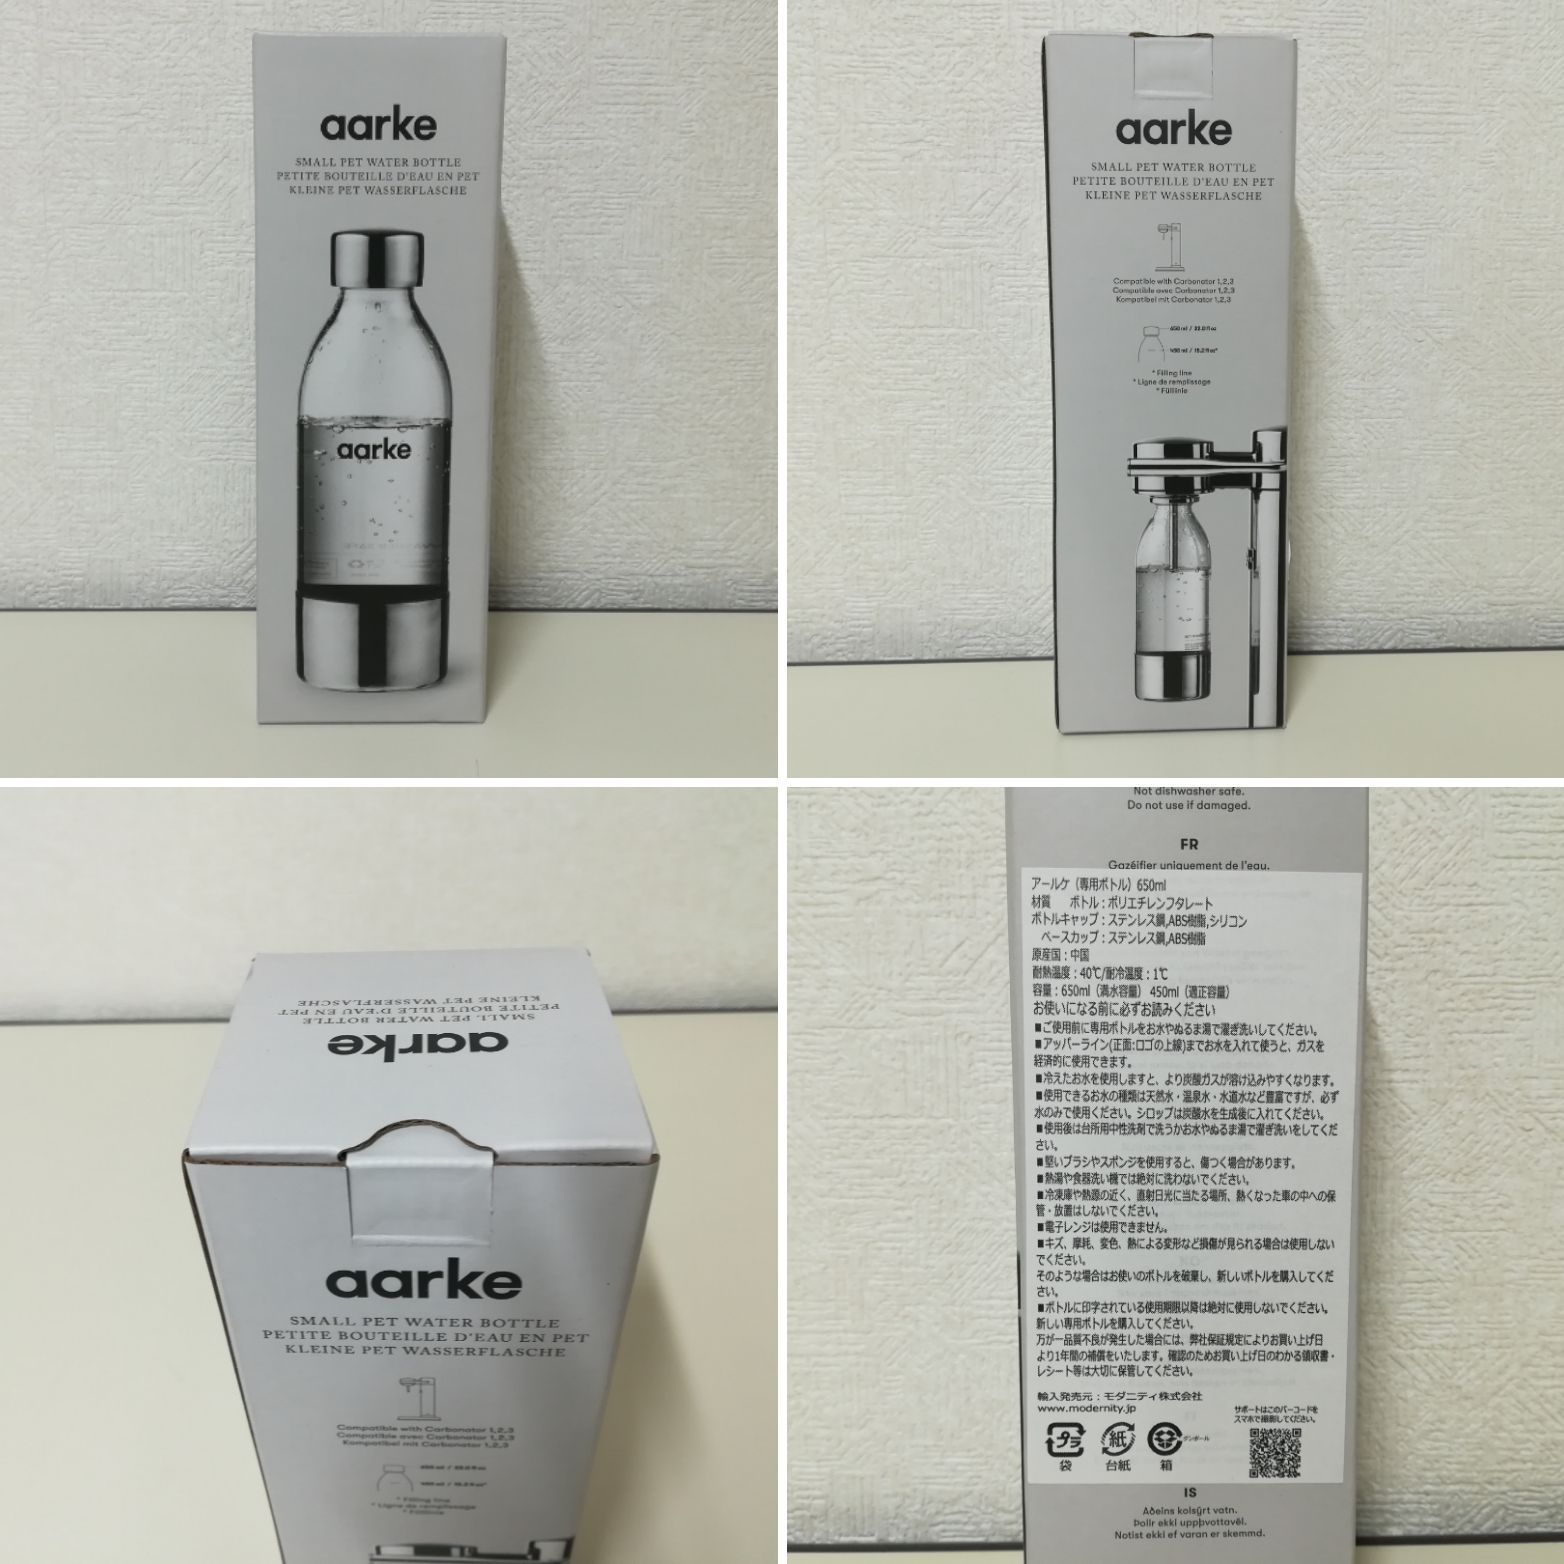 aarke
SMALL PET WATER BOTTLE
PETITE BOUTEILLE D'EAU EN PET
KLEINE PET WASSERFLASCHE
aarke
aarke
SMALL PET WATER BOTTLE
PETITE BOUTEILLE D'EAU EN PET
KLEINE PET WASSERFLASCHE
Compatible with Carbonator 1,2,3
Compatible avec Carbonator 1,2,3
Kompatibel mit Carbonator 1,2,3
650 ml / 22.0 fl oz
450 ml / 15.2 fl oz*
* Filling line
* Ligne de remplissage
* Fülllinie
aarke
SMALL PET WATER BOTTLE
PETITE BOUTEILLE D'EAU EN PET
KLEINE PET WASSERFLASCHE
aarke
SMALL PET WATER BOTTLE
PETITE BOUTEILLE D'EAU EN PET
KLEINE PET WASSERFLASCHE
Compatible with Carbonator 1,2,3
Compatible avec Carbonator 1,2,3
Kompatibel mit Carbonator 1,2,3
650 ml / 22.0 fl oz
450 ml / 15.2 fl oz*
* Filling line
* Ligne de remplissage
* Fülllinie
Not dishwasher safe.
Do not use if damaged.
FR
Gazéifier uniquement de l'eau.
アールケ（専用ボトル）650ml
材質　ボトル：ポリエチレンフタレート
ボトルキャップ：ステンレス鋼,ABS樹脂,シリコン
ベースカップ：ステンレス鋼,ABS樹脂
原産国：中国
耐熱温度：40℃/耐冷温度：1℃
容量：650ml（満水容量） 450ml（適正容量）
お使いになる前に必ずお読みください
■ご使用前に専用ボトルをお水やぬるま湯で濯ぎ洗いしてください。
■アッパーライン(正面:ロゴの上線)までお水を入れて使うと、ガスを
経済的に使用できます。
■冷えたお水を使用しますと、より炭酸ガスが溶け込みやすくなります。
■使用できるお水の種類は天然水・温泉水・水道水など豊富ですが、必ず
水のみで使用ください。シロップは炭酸水を生成後に入れてください。
■使用後は台所用中性洗剤で洗うかお水やぬるま湯で濯ぎ洗いをしてくだ
さい。
■堅いブラシやスポンジを使用すると、傷つく場合があります。
■熱湯や食器洗い機では絶対に洗わないでください。
■冷凍庫や熱源の近く、直射日光に当たる場所、熱くなった車の中への保
管・放置はしないでください。
■電子レンジは使用できません。
■キズ、摩耗、変色、熱による変形など損傷が見られる場合は使用しない
でください。
そのような場合はお使いのボトルを破棄し、新しいボトルを購入してくだ
さい。
■ボトルに印字されている使用期限以降は絶対に使用しないでください。
新しい専用ボトルを購入してください。
万が一品質不良が発生した場合には、弊社保証規定によりお買い上げ日
より1年間の補償をいたします。確認のためお買い上げ日のわかる領収書・
レシート等は大切に保管してください。
輸入発売元：モダニティ株式会社
www.modernity.jp
サポートはこのバーコードを
スマホで撮影してください。
プラ
紙
ダンボール
袋
台紙
箱
IS
Aðeins kolsýrt vatn.
Þolir ekki uppþvottavél.
Notist ekki ef varan er skemmd.